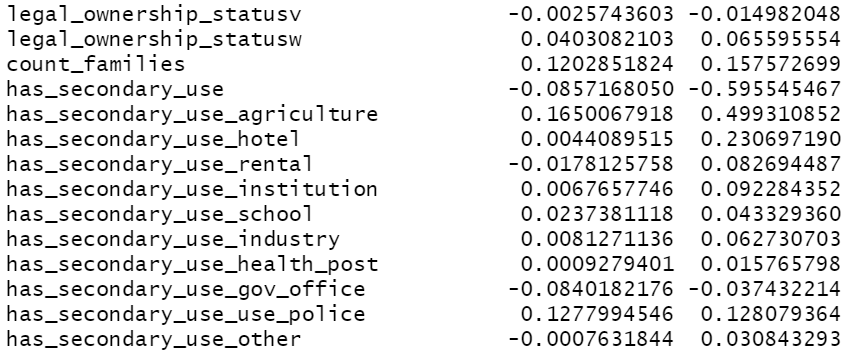 legal_ownership_statusv -0.0025743603 -0.014982048
legal_ownership_statusw 0.0403082103 0.065595554
count_families 0.1202851824 0.157572699
has_secondary_use -0.0857168050 -0.595545467
has_secondary_use_agriculture 0.1650067918 0.499310852
has_secondary_use_hotel 0.0044089515 0.230697190
has_secondary_use_rental -0.0178125758 0.082694487
has_secondary_use_institution 0.0067657746 0.092284352
has_secondary_use_school 0.0237381118 0.043329360
has_secondary_use_industry 0.0081271136 0.062730703
has_secondary_use_health_post 0.0009279401 0.015765798
has_secondary_use_gov_office -0.0840182176 -0.037432214
has_secondary_use_use_police 0.1277994546 0.128079364
has_secondary_use_other -0.0007631844 0.030843293